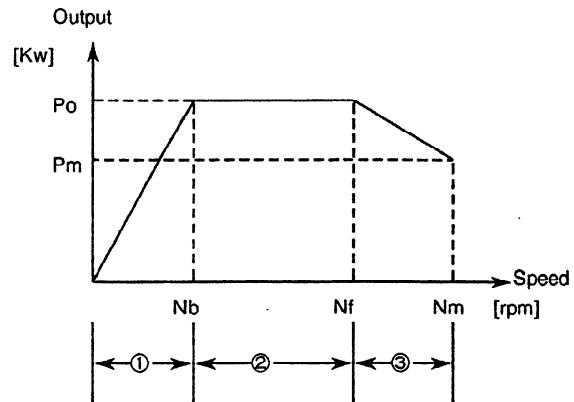 Output
[Kw]
Po
Pm
Speed
Nb Nf Nm [rpm]
① ② ③